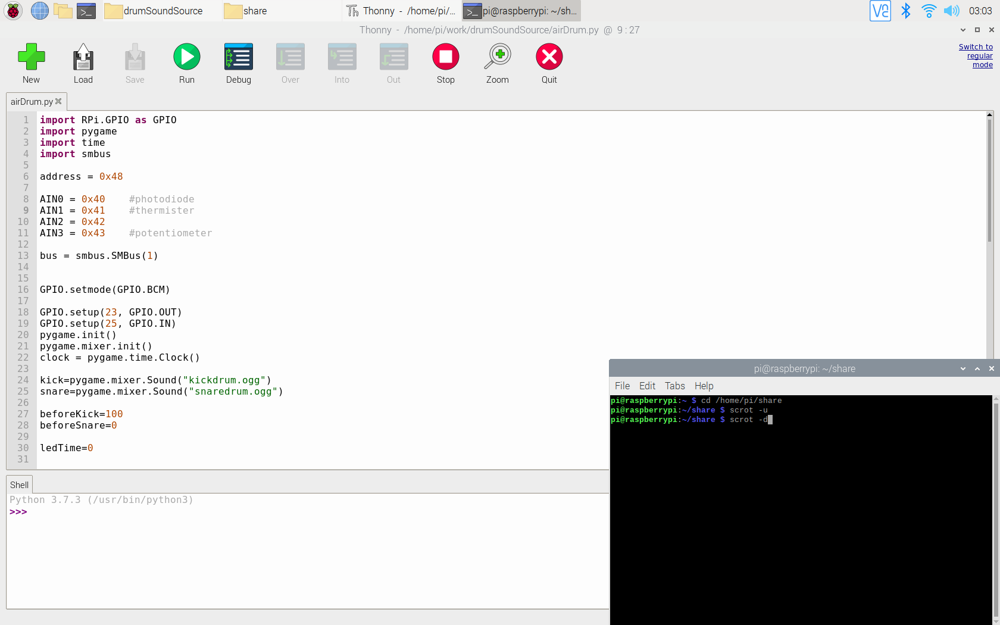 drumSoundSource share Thonny - /home/pi/... pi@raspberrypi: ~/sh... 03:03
Thonny - /home/pi/work/drumSoundSource/airDrum.py @ 9 : 27
New Load Save Run Debug Over Into Out Stop Zoom Quit
Switch to
regular
mode
airDrum.py
1 import RPi.GPIO as GPIO
2 import pygame
3 import time
4 import smbus
5
6 address = 0x48
7
8 AIN0 = 0x40    #photodiode
9 AIN1 = 0x41    #thermister
10 AIN2 = 0x42
11 AIN3 = 0x43    #potentiometer
12
13 bus = smbus.SMBus(1)
14
15
16 GPIO.setmode(GPIO.BCM)
17
18 GPIO.setup(23, GPIO.OUT)
19 GPIO.setup(25, GPIO.IN)
20 pygame.init()
21 pygame.mixer.init()
22 clock = pygame.time.Clock()
23
24 kick=pygame.mixer.Sound("kickdrum.ogg")
25 snare=pygame.mixer.Sound("snaredrum.ogg")
26
27 beforeKick=100
28 beforeSnare=0
29
30 ledTime=0
31
Shell
Python 3.7.3 (/usr/bin/python3)
>>>
pi@raspberrypi: ~/share
File Edit Tabs Help
pi@raspberrypi:~ $ cd /home/pi/share
pi@raspberrypi:~/share $ scrot -u
pi@raspberrypi:~/share $ scrot -d